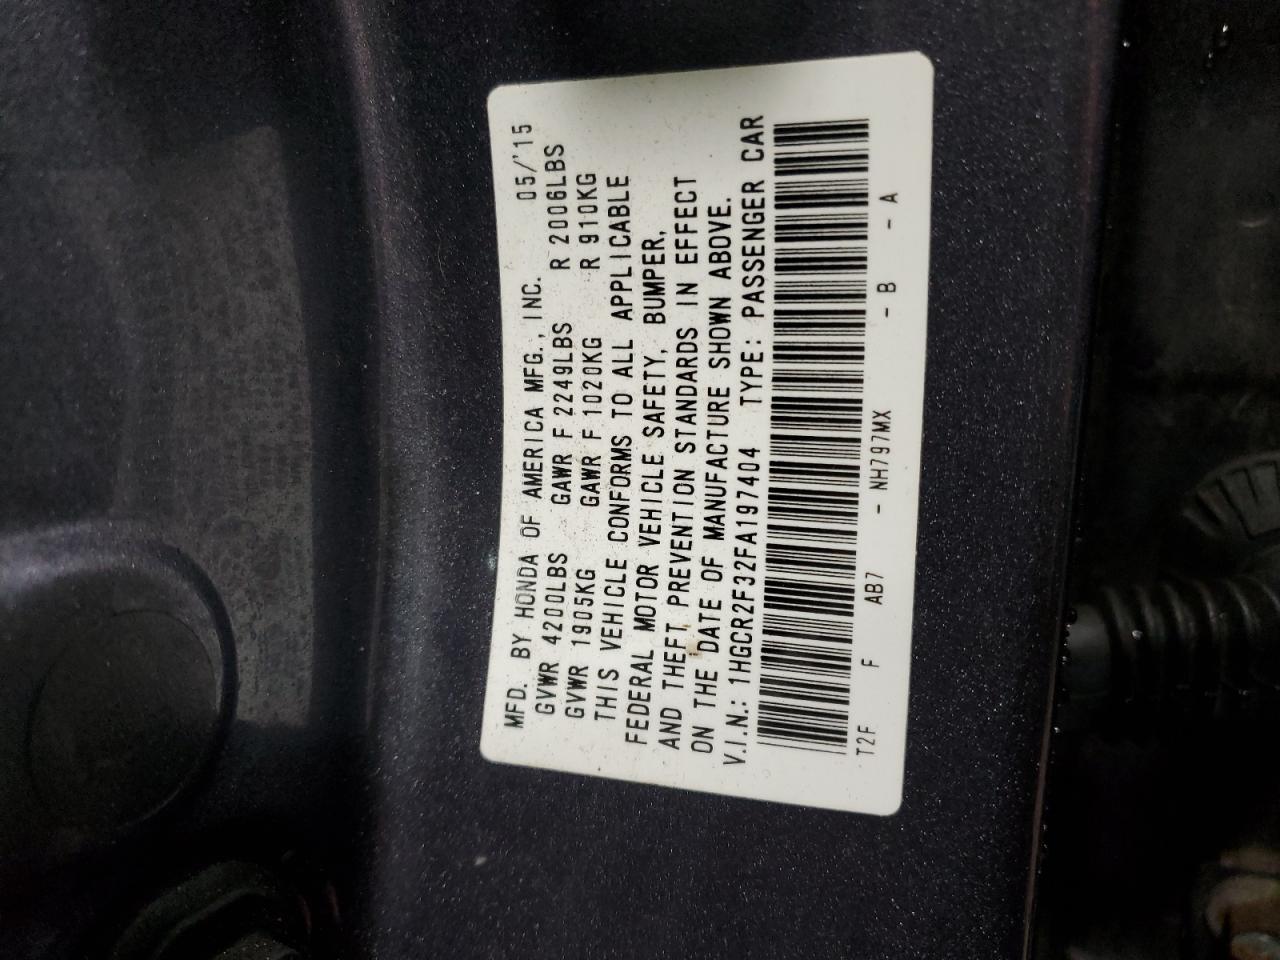 MFD. BY HONDA OF AMERICA MFG., INC. 05/'15
GVWR 4200LBS GAWR F 2249LBS R 2006LBS
GVWR 1905KG GAWR F 1020KG R 910KG
THIS VEHICLE CONFORMS TO ALL APPLICABLE
FEDERAL MOTOR VEHICLE SAFETY, BUMPER,
AND THEFT PREVENTION STANDARDS IN EFFECT
ON THE DATE OF MANUFACTURE SHOWN ABOVE.
V.I.N.: 1HGCR2F32FA197404 TYPE: PASSENGER CAR
T2F F AB7 - NH797MX - B - A